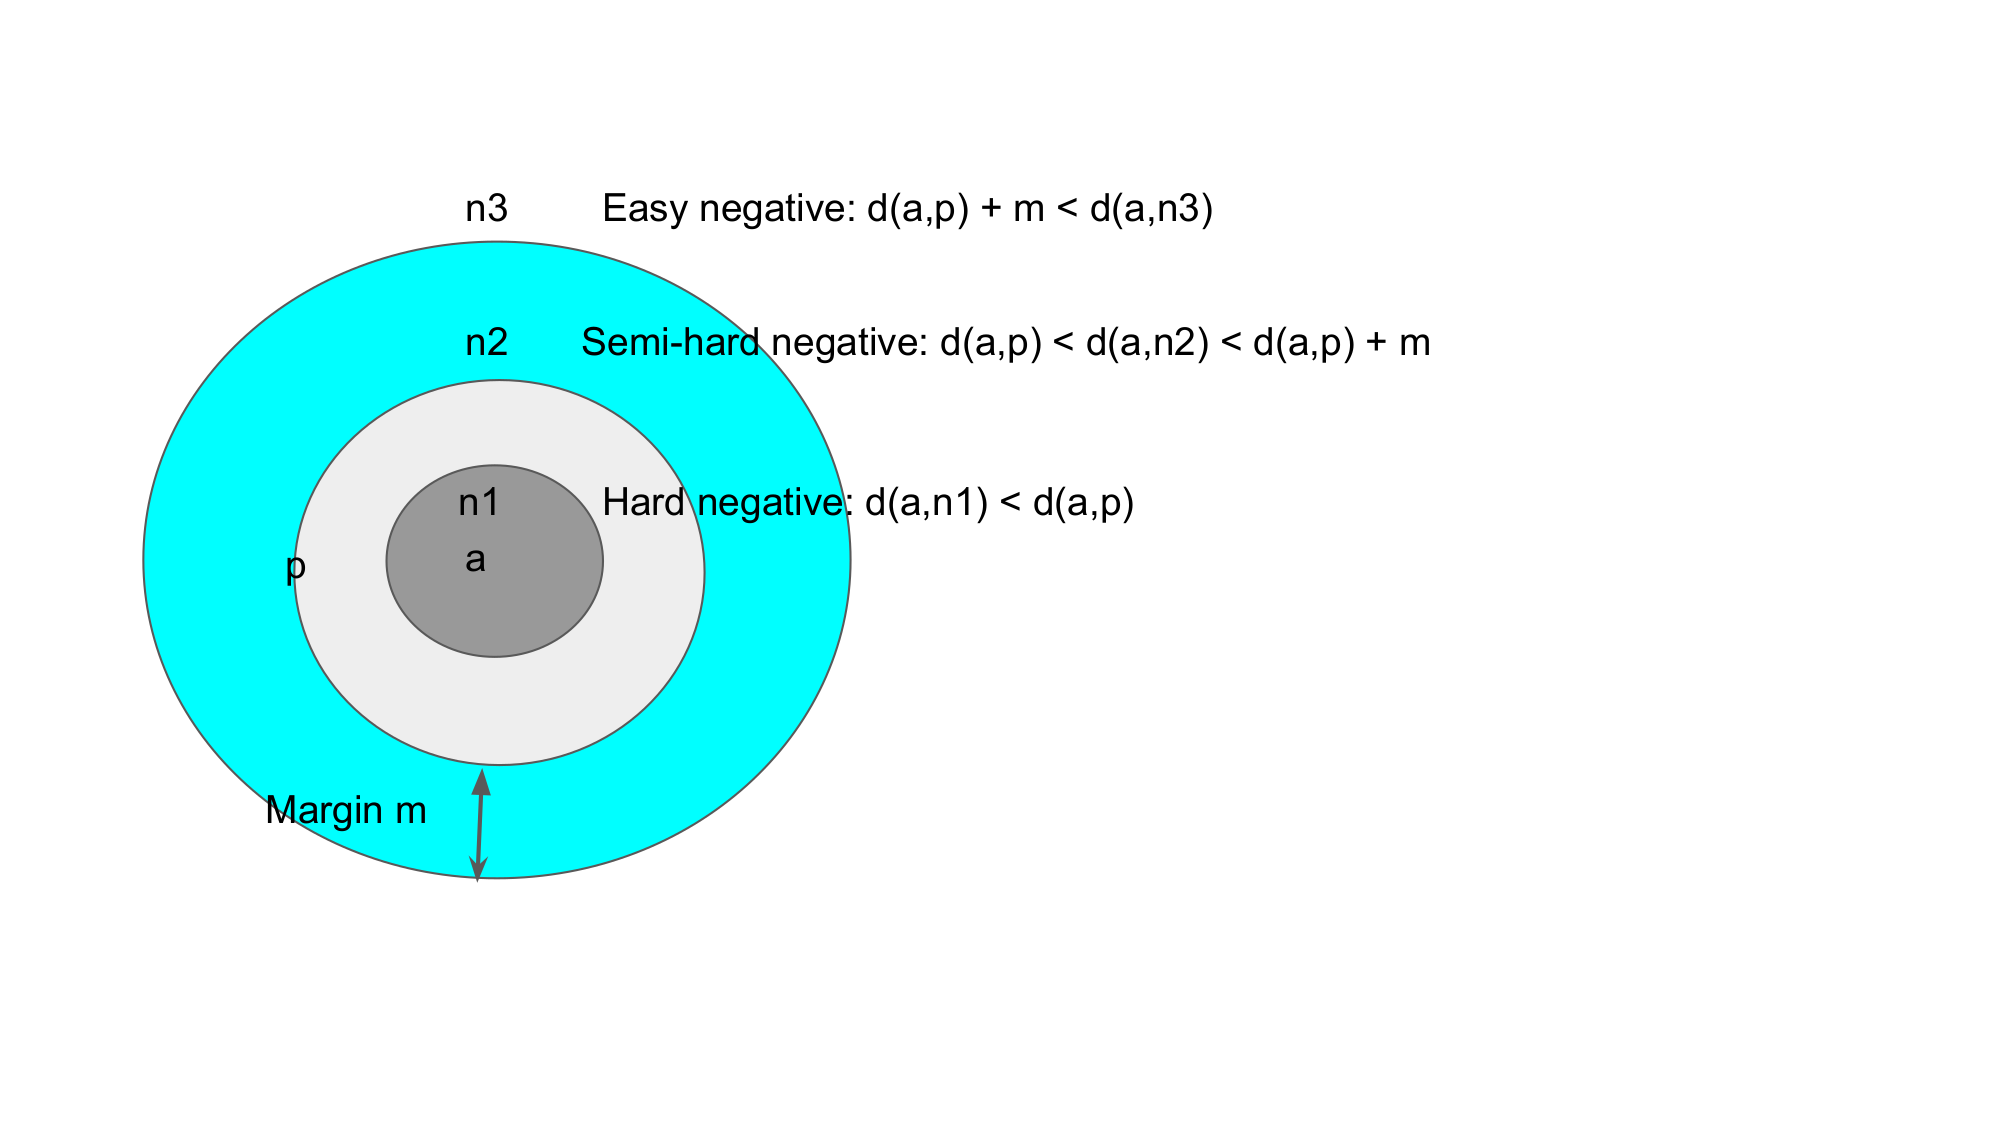 n3 Easy negative: d(a,p) + m < d(a,n3)
n2 Semi-hard negative: d(a,p) < d(a,n2) < d(a,p) + m
n1 Hard negative: d(a,n1) < d(a,p)
p a
Margin m